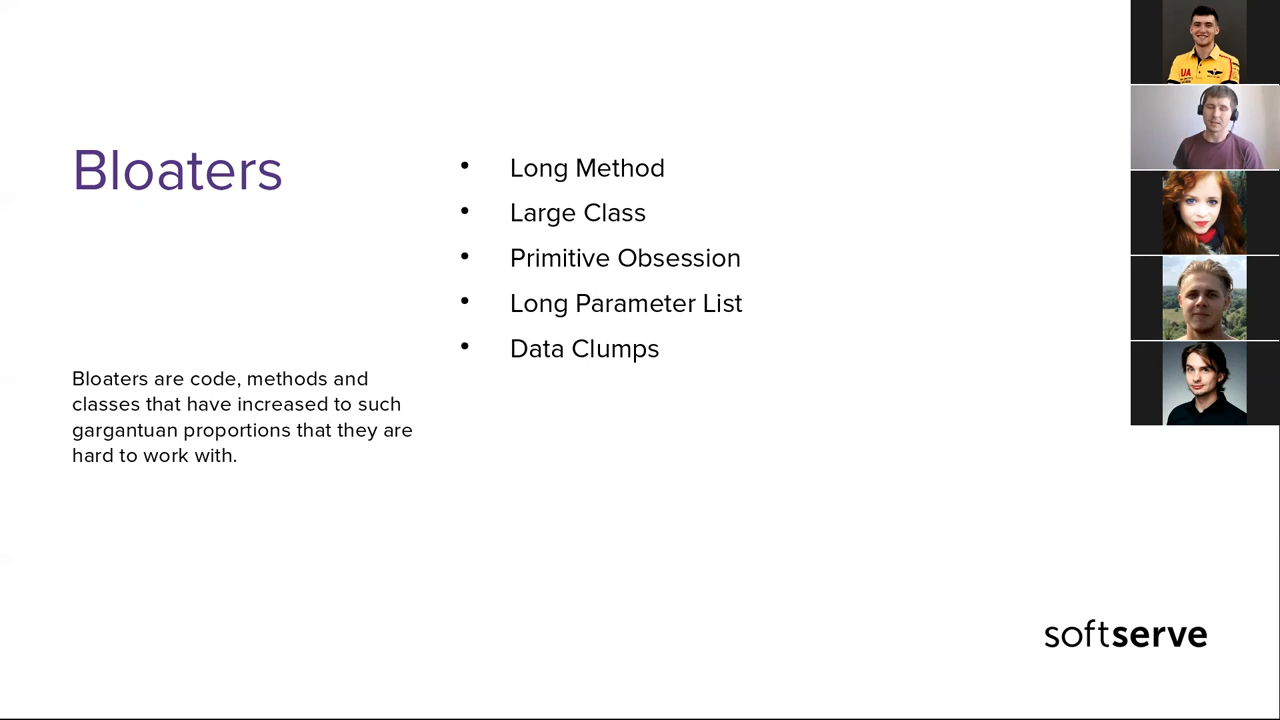 Bloaters
Bloaters are code, methods and
classes that have increased to such
gargantuan proportions that they are
hard to work with.
• Long Method
• Large Class
• Primitive Obsession
• Long Parameter List
• Data Clumps
UA
softserve